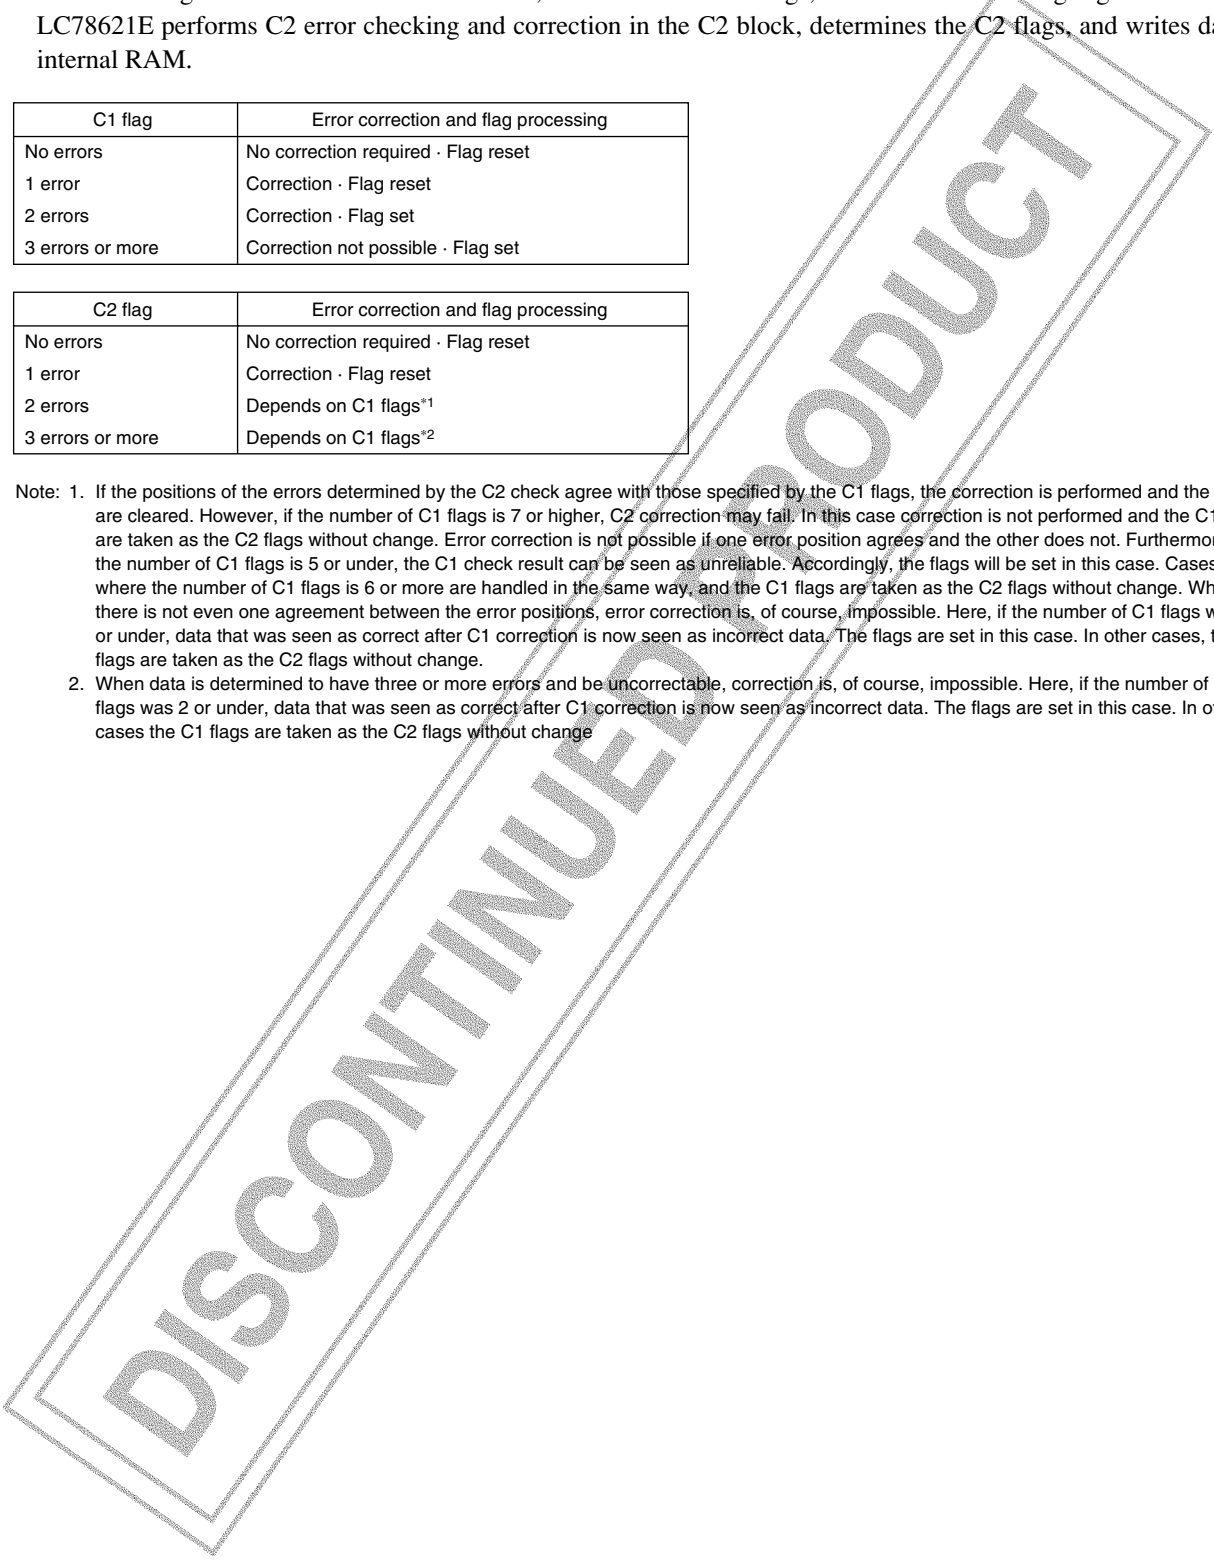 LC78621E performs C2 error checking and correction in the C2 block, determines the C2 flags, and writes
internal RAM.
C1 flag Error correction and flag processing
No errors No correction required · Flag reset
1 error Correction · Flag reset
2 errors Correction · Flag set
3 errors or more Correction not possible · Flag set
C2 flag Error correction and flag processing
No errors No correction required · Flag reset
1 error Correction · Flag reset
2 errors Depends on C1 flags*1
3 errors or more Depends on C1 flags*2
Note: 1. If the positions of the errors determined by the C2 check agree with those specified by the C1 flags, the correction is performed and the
are cleared. However, if the number of C1 flags is 7 or higher, C2 correction may fail. In this case correction is not performed and the C1
are taken as the C2 flags without change. Error correction is not possible if one error position agrees and the other does not.
the number of C1 flags is 5 or under, the C1 check result can be seen as unreliable. Accordingly, the flags will be set in this case. Cases
where the number of C1 flags is 6 or more are handled in the same way, and the C1 flags are taken as the C2 flags without change.
there is not even one agreement between the error positions, error correction is, of course, impossible. Here, if the number of C1 flags
or under, data that was seen as correct after C1 correction is now seen as incorrect data. The flags are set in this case. In other cases,
flags are taken as the C2 flags without change.
2. When data is determined to have three or more errors and be uncorrectable, correction is, of course, impossible. Here, if the number of
flags was 2 or under, data that was seen as correct after C1 correction is now seen as incorrect data. The flags are set in this case. In
cases the C1 flags are taken as the C2 flags without change
DISCONTINUED PRODUCT